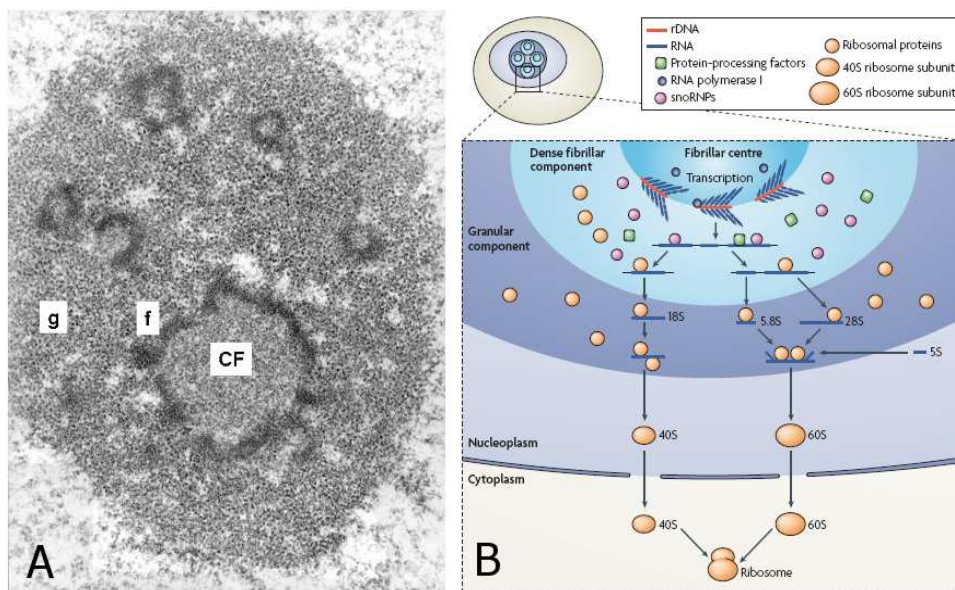 g
f
CF
A
rDNA
RNA
Protein-processing factors
RNA polymerase I
snoRNPs
Ribosomal proteins
40S ribosome subunit
60S ribosome subunit
Dense fibrillar
component
Fibrillar centre
Transcription
Granular
component
18S
5.8S
28S
5S
40S
60S
Nucleoplasm
Cytoplasm
40S
60S
Ribosome
B